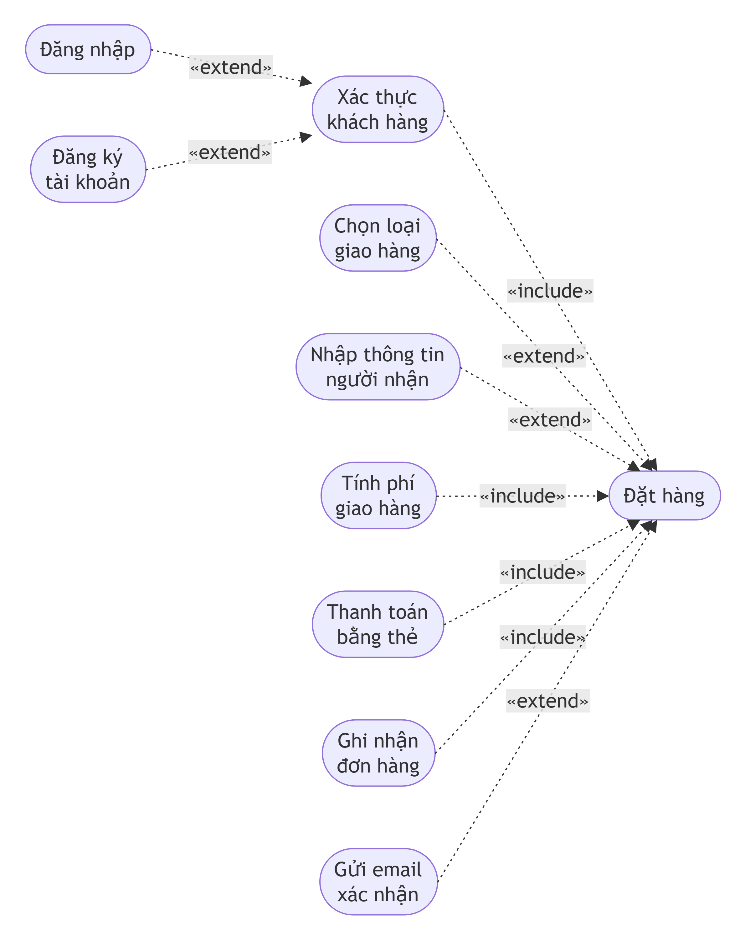 Đăng nhập
«extend»
Xác thực
khách hàng
Đăng ký
tài khoản
«extend»
Chọn loại
giao hàng
«include»
«extend»
Nhập thông tin
người nhận
«extend»
Tính phí
giao hàng
«include»
Đặt hàng
«include»
Thanh toán
bằng thẻ
«include»
«extend»
Ghi nhận
đơn hàng
Gửi email
xác nhận